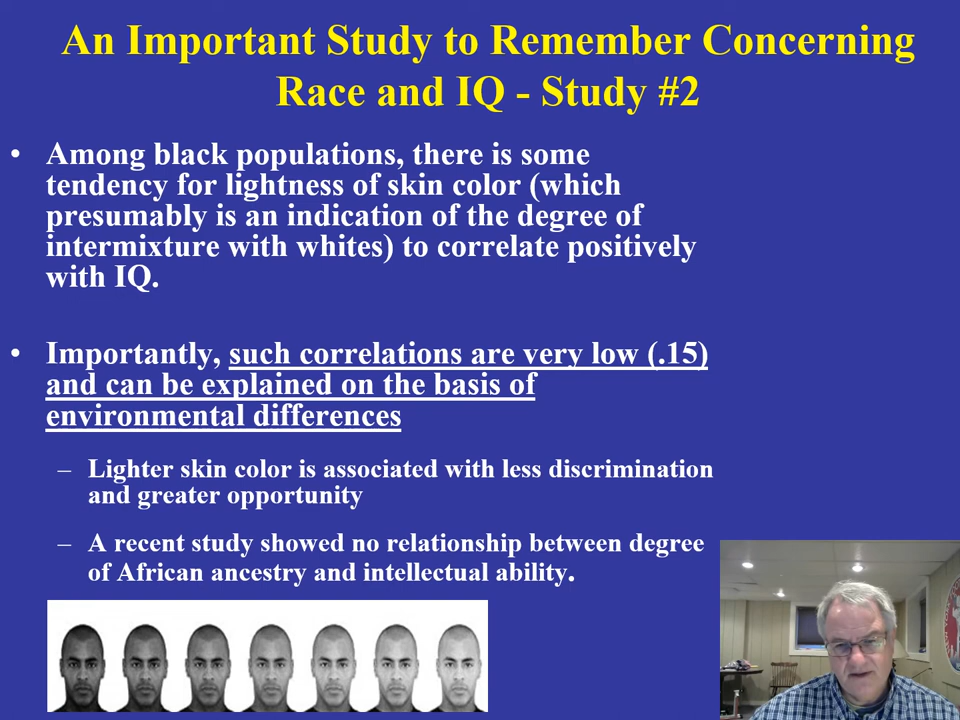 An Important Study to Remember Concerning
Race and IQ - Study #2
• Among black populations, there is some
tendency for lightness of skin color (which
presumably is an indication of the degree of
intermixture with whites) to correlate positively
with IQ.
• Importantly, such correlations are very low (.15)
and can be explained on the basis of
environmental differences
– Lighter skin color is associated with less discrimination
and greater opportunity
– A recent study showed no relationship between degree
of African ancestry and intellectual ability.